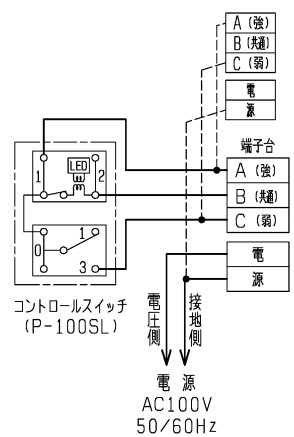 A (強)
B (共通)
C (弱)
電
源
端子台
A (強)
B (共通)
C (弱)
電
源
LED
1
2
0
1
3
コントロールスイッチ
(P-100SL)
電圧側
接地側
電 源
AC100V
50/60Hz